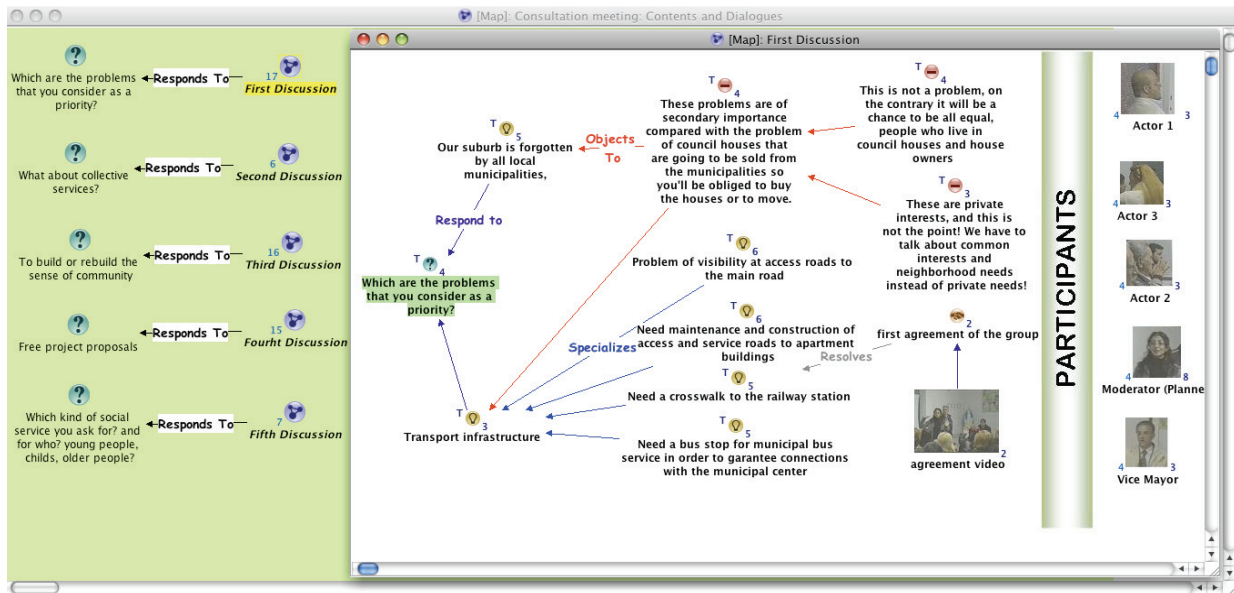 [Map]: Consultation meeting: Contents and Dialogues
Which are the problems
that you consider as a
priority?
Responds To
17
First Discussion
What about collective
services?
Responds To
6
Second Discussion
To build or rebuild the
sense of community
Responds To
16
Third Discussion
Free project proposals
Responds To
15
Fourht Discussion
Which kind of social
service you ask for? and
for who? young people,
childs, older people?
Responds To
7
Fifth Discussion
[Map]: First Discussion
T
5
Our suburb is forgotten
by all local
municipalities,
Objects
To
T
4
These problems are of
secondary importance
compared with the problem
of council houses that
are going to be sold from
the municipalities so
you'll be obliged to buy
the houses or to move.
T
4
This is not a problem, on
the contrary it will be a
chance to be all equal,
people who live in
council houses and house
owners
T
3
These are private
interests, and this is
not the point! We have to
talk about common
interests and
neighborhood needs
instead of private needs!
Respond to
T
4
Which are the problems
that you consider as a
priority?
T
6
Problem of visibility at access roads to
the main road
T
6
Need maintenance and construction of
access and service roads to apartment
buildings
Specializes
Resolves
2
first agreement of the group
T
5
Need a crosswalk to the railway station
T
3
Transport infrastructure
T
5
Need a bus stop for municipal bus
service in order to garantee connections
with the municipal center
2
agreement video
PARTICIPANTS
4
3
Actor 1
4
3
Actor 3
4
3
Actor 2
4
8
Moderator (Planne
4
3
Vice Mayor